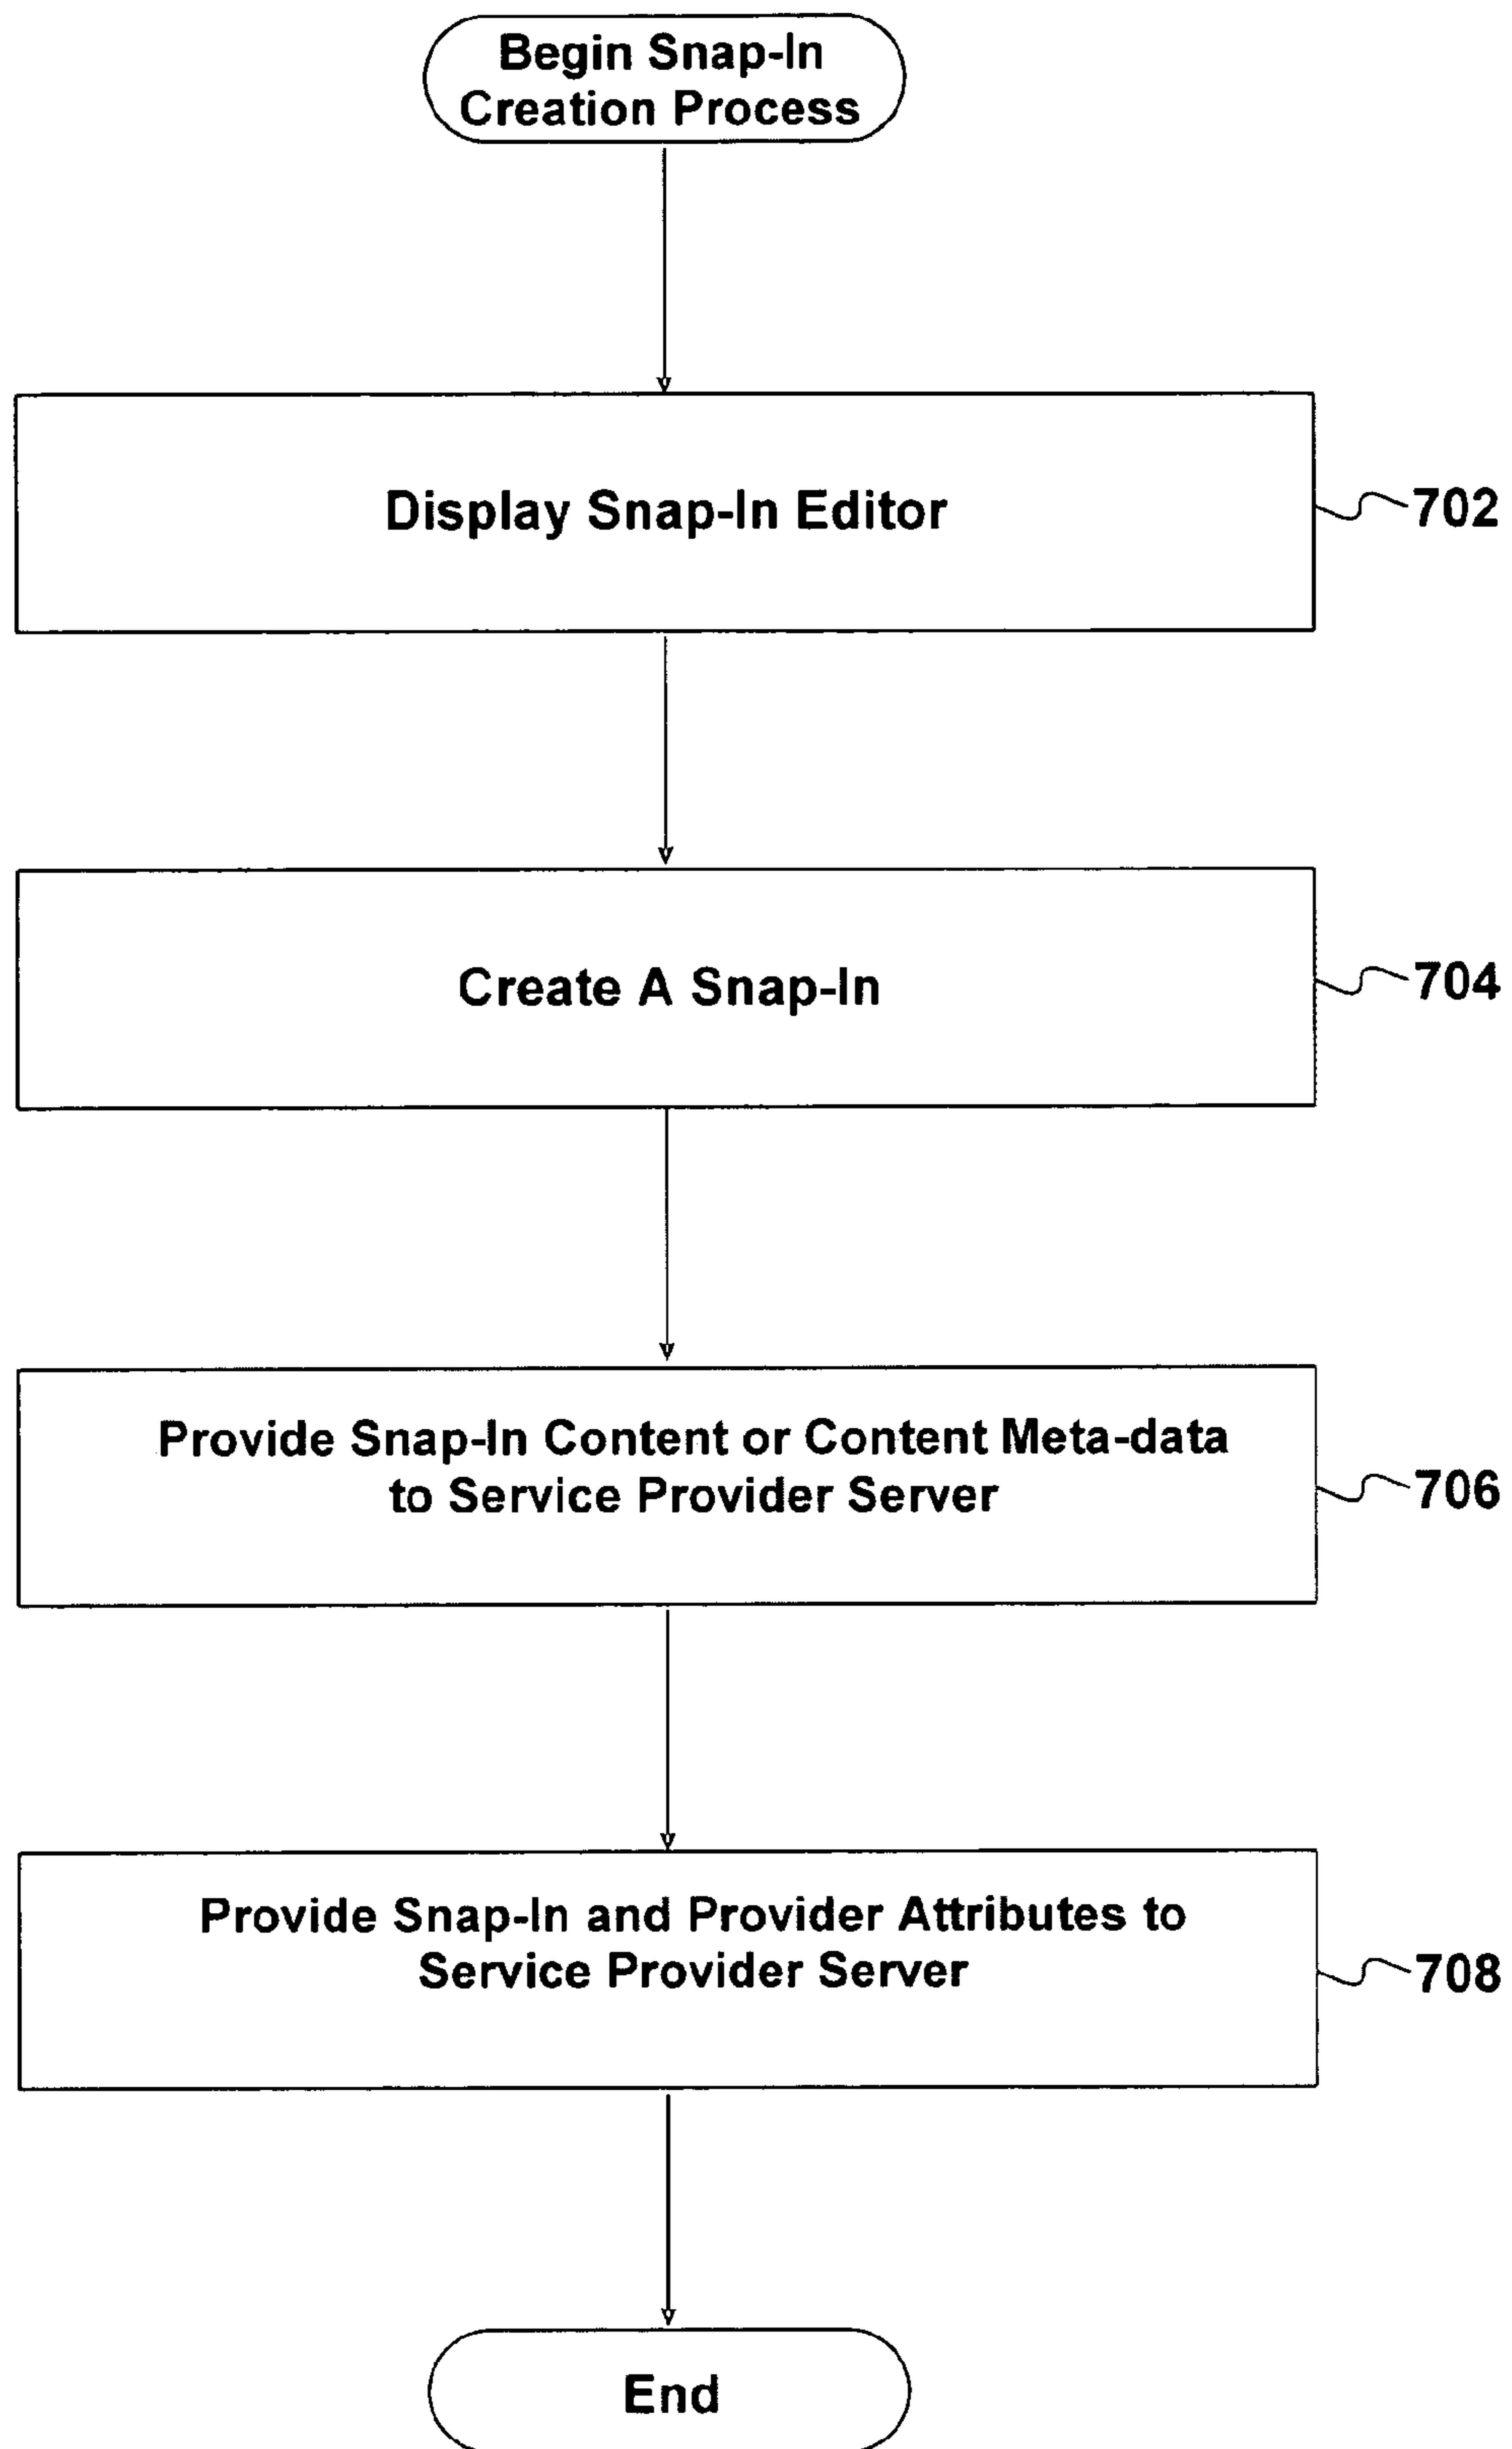 Begin Snap-In
Creation Process
Display Snap-In Editor
702
Create A Snap-In
704
Provide Snap-In Content or Content Meta-data
to Service Provider Server
706
Provide Snap-In and Provider Attributes to
Service Provider Server
708
End